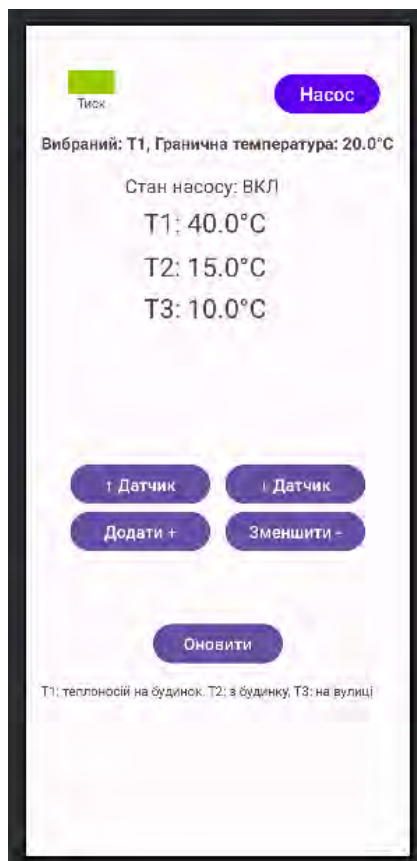 Тиск
Насос
Вибраний: T1, Гранична температура: 20.0°C
Стан насосу: ВКЛ
T1: 40.0°C
T2: 15.0°C
T3: 10.0°C
↑ Датчик
↓ Датчик
Додати +
Зменшити -
Оновити
T1: теплоносій на будинок, T2: з будинку, T3: на вулиці